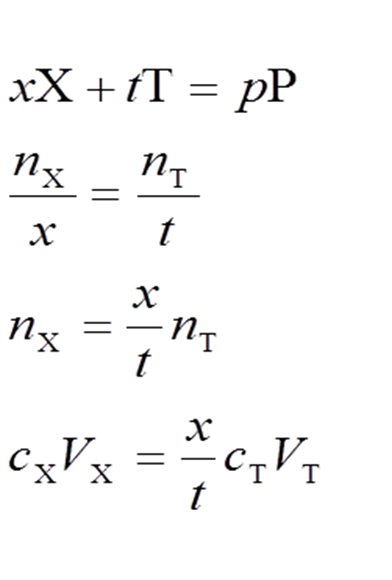 xX + tT = pP
n_X / x = n_T / t
n_X = x / t n_T
c_X V_X = x / t c_T V_T